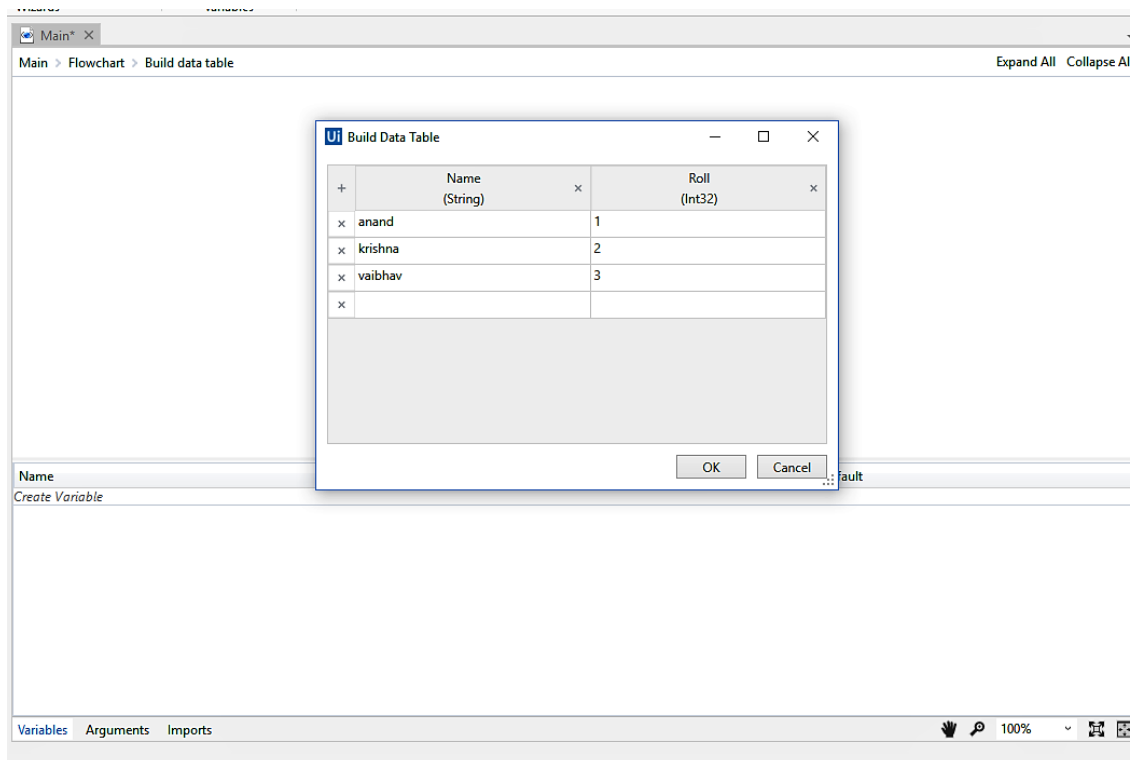 Main*
Main > Flowchart > Build data table
Expand All Collapse Al
Ui Build Data Table
Name
(String)
Roll
(Int32)
anand 1
krishna 2
vaibhav 3
OK Cancel
Name fault
Create Variable
Variables Arguments Imports
100%